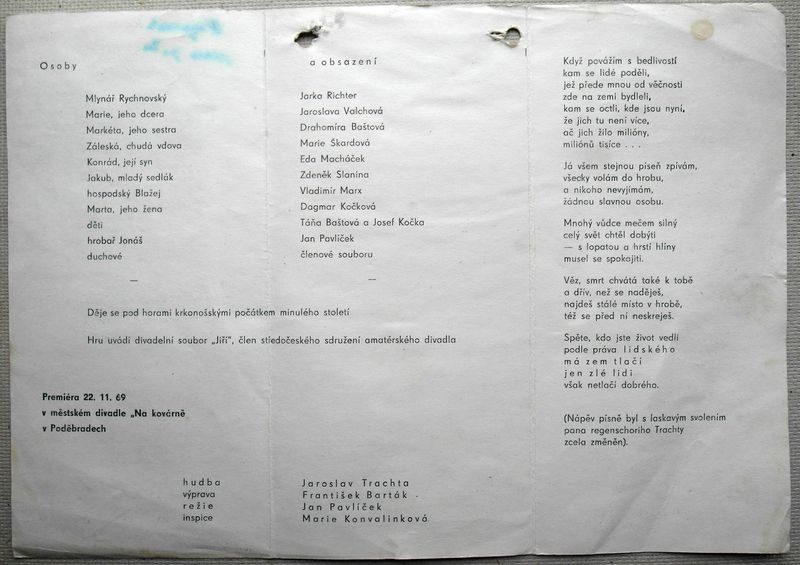 Osoby
a obsazení
Mlynář Rychnovský
Jarka Richter
Marie, jeho dcera
Jaroslava Valchová
Markéta, jeho sestra
Drahomíra Baštová
Záleská, chudá vdova
Marie Škardová
Konrád, její syn
Eda Macháček
Jakub, mladý sedlák
Zdeněk Slanina
hospodský Blažej
Vladimír Marx
Marta, jeho žena
Dagmar Kočková
děti
Táňa Baštová a Josef Kočka
hrobař Jonáš
Jan Pavlíček
duchové
členové souboru
—
—
Děje se pod horami krkonošskými počátkem minulého století
Hru uvádí divadelní soubor „Jiří", člen středočeského sdružení amatérského divadla
Premiéra 22. 11. 69
v městském divadle „Na kovárně
v Poděbradech
hudba
Jaroslav Trachta
výprava
František Barták
režie
Jan Pavlíček
inspice
Marie Konvalinková
Když povážím s bedlivostí
kam se lidé poděli,
jež přede mnou od věčnosti
zde na zemi bydleli,
kam se octli, kde jsou nyní,
že jich tu není více,
ač jich žilo milióny,
miliónů tisíce . . .
Já všem stejnou píseň zpívám,
všecky volám do hrobu,
a nikoho nevyjímám,
žádnou slavnou osobu.
Mnohý vůdce mečem silný
celý svět chtěl dobýti
— s lopatou a hrstí hlíny
musel se spokojiti.
Věz, smrt chvátá také k tobě
a dřív, než se naděješ,
najdeš stálé místo v hrobě,
též se před ní neskreješ.
Spěte, kdo jste život vedli
podle práva lidského
má zem tlačí
jen zlé lidi
však netlačí dobrého.
(Nápěv písně byl s laskavým svolením
pana regenschoriho Trachty
zcela změněn).